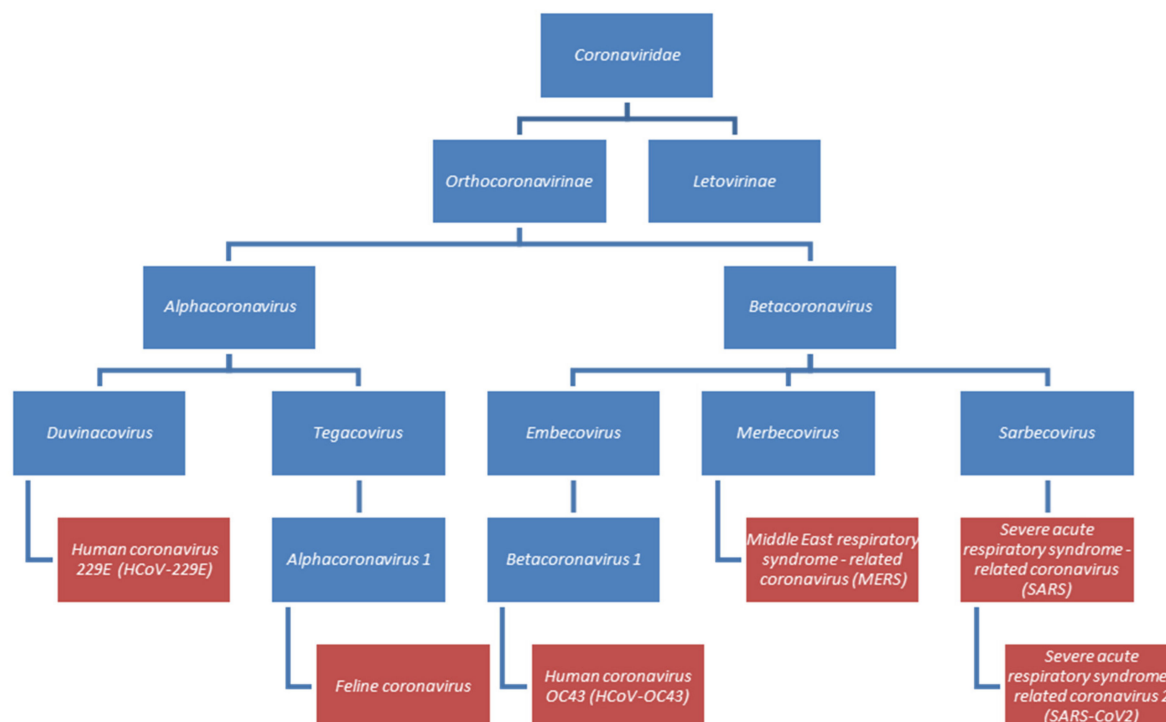 Coronaviridae
Orthocoronavirinae
Letovirinae
Alphacoronavirus
Betacoronavirus
Duvinacovirus
Tegacovirus
Embecovirus
Merbecovirus
Sarbecovirus
Human coronavirus
229E (HCoV-229E)
Alphacoronavirus 1
Betacoronavirus 1
Middle East respiratory
syndrome - related
coronavirus (MERS)
Severe acute
respiratory syndrome -
related coronavirus
(SARS)
Feline coronavirus
Human coronavirus
OC43 (HCoV-OC43)
Severe acute
respiratory syndrome
related coronavirus 2
(SARS-CoV2)